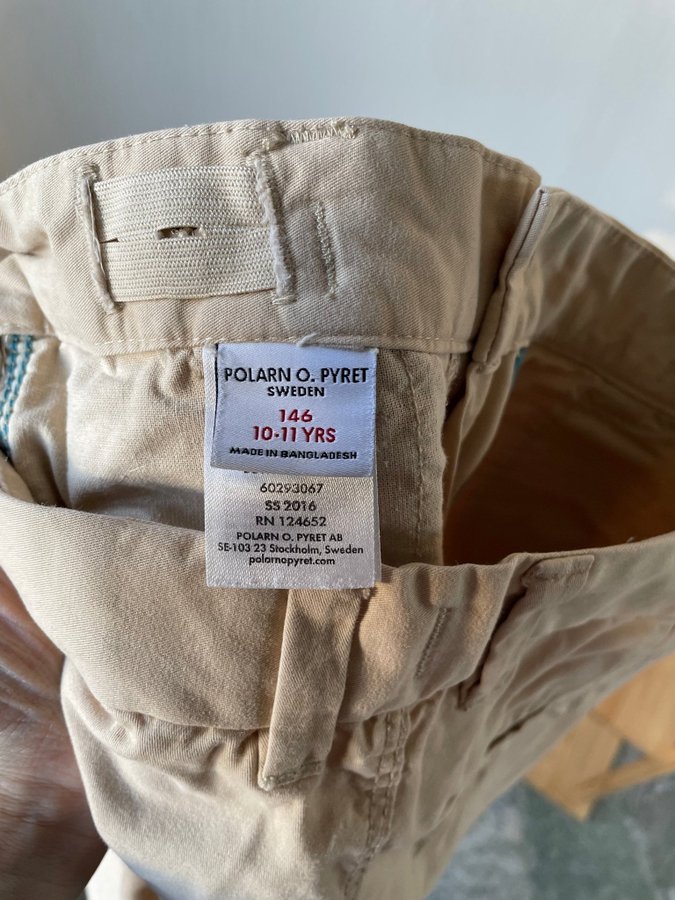 POLARN O. PYRET
SWEDEN
146
10-11 YRS
MADE IN BANGLADESH
60293067
SS 2016
RN 124652
POLARN O. PYRET AB
SE-103 23 Stockholm, Sweden
polarnopyret.com